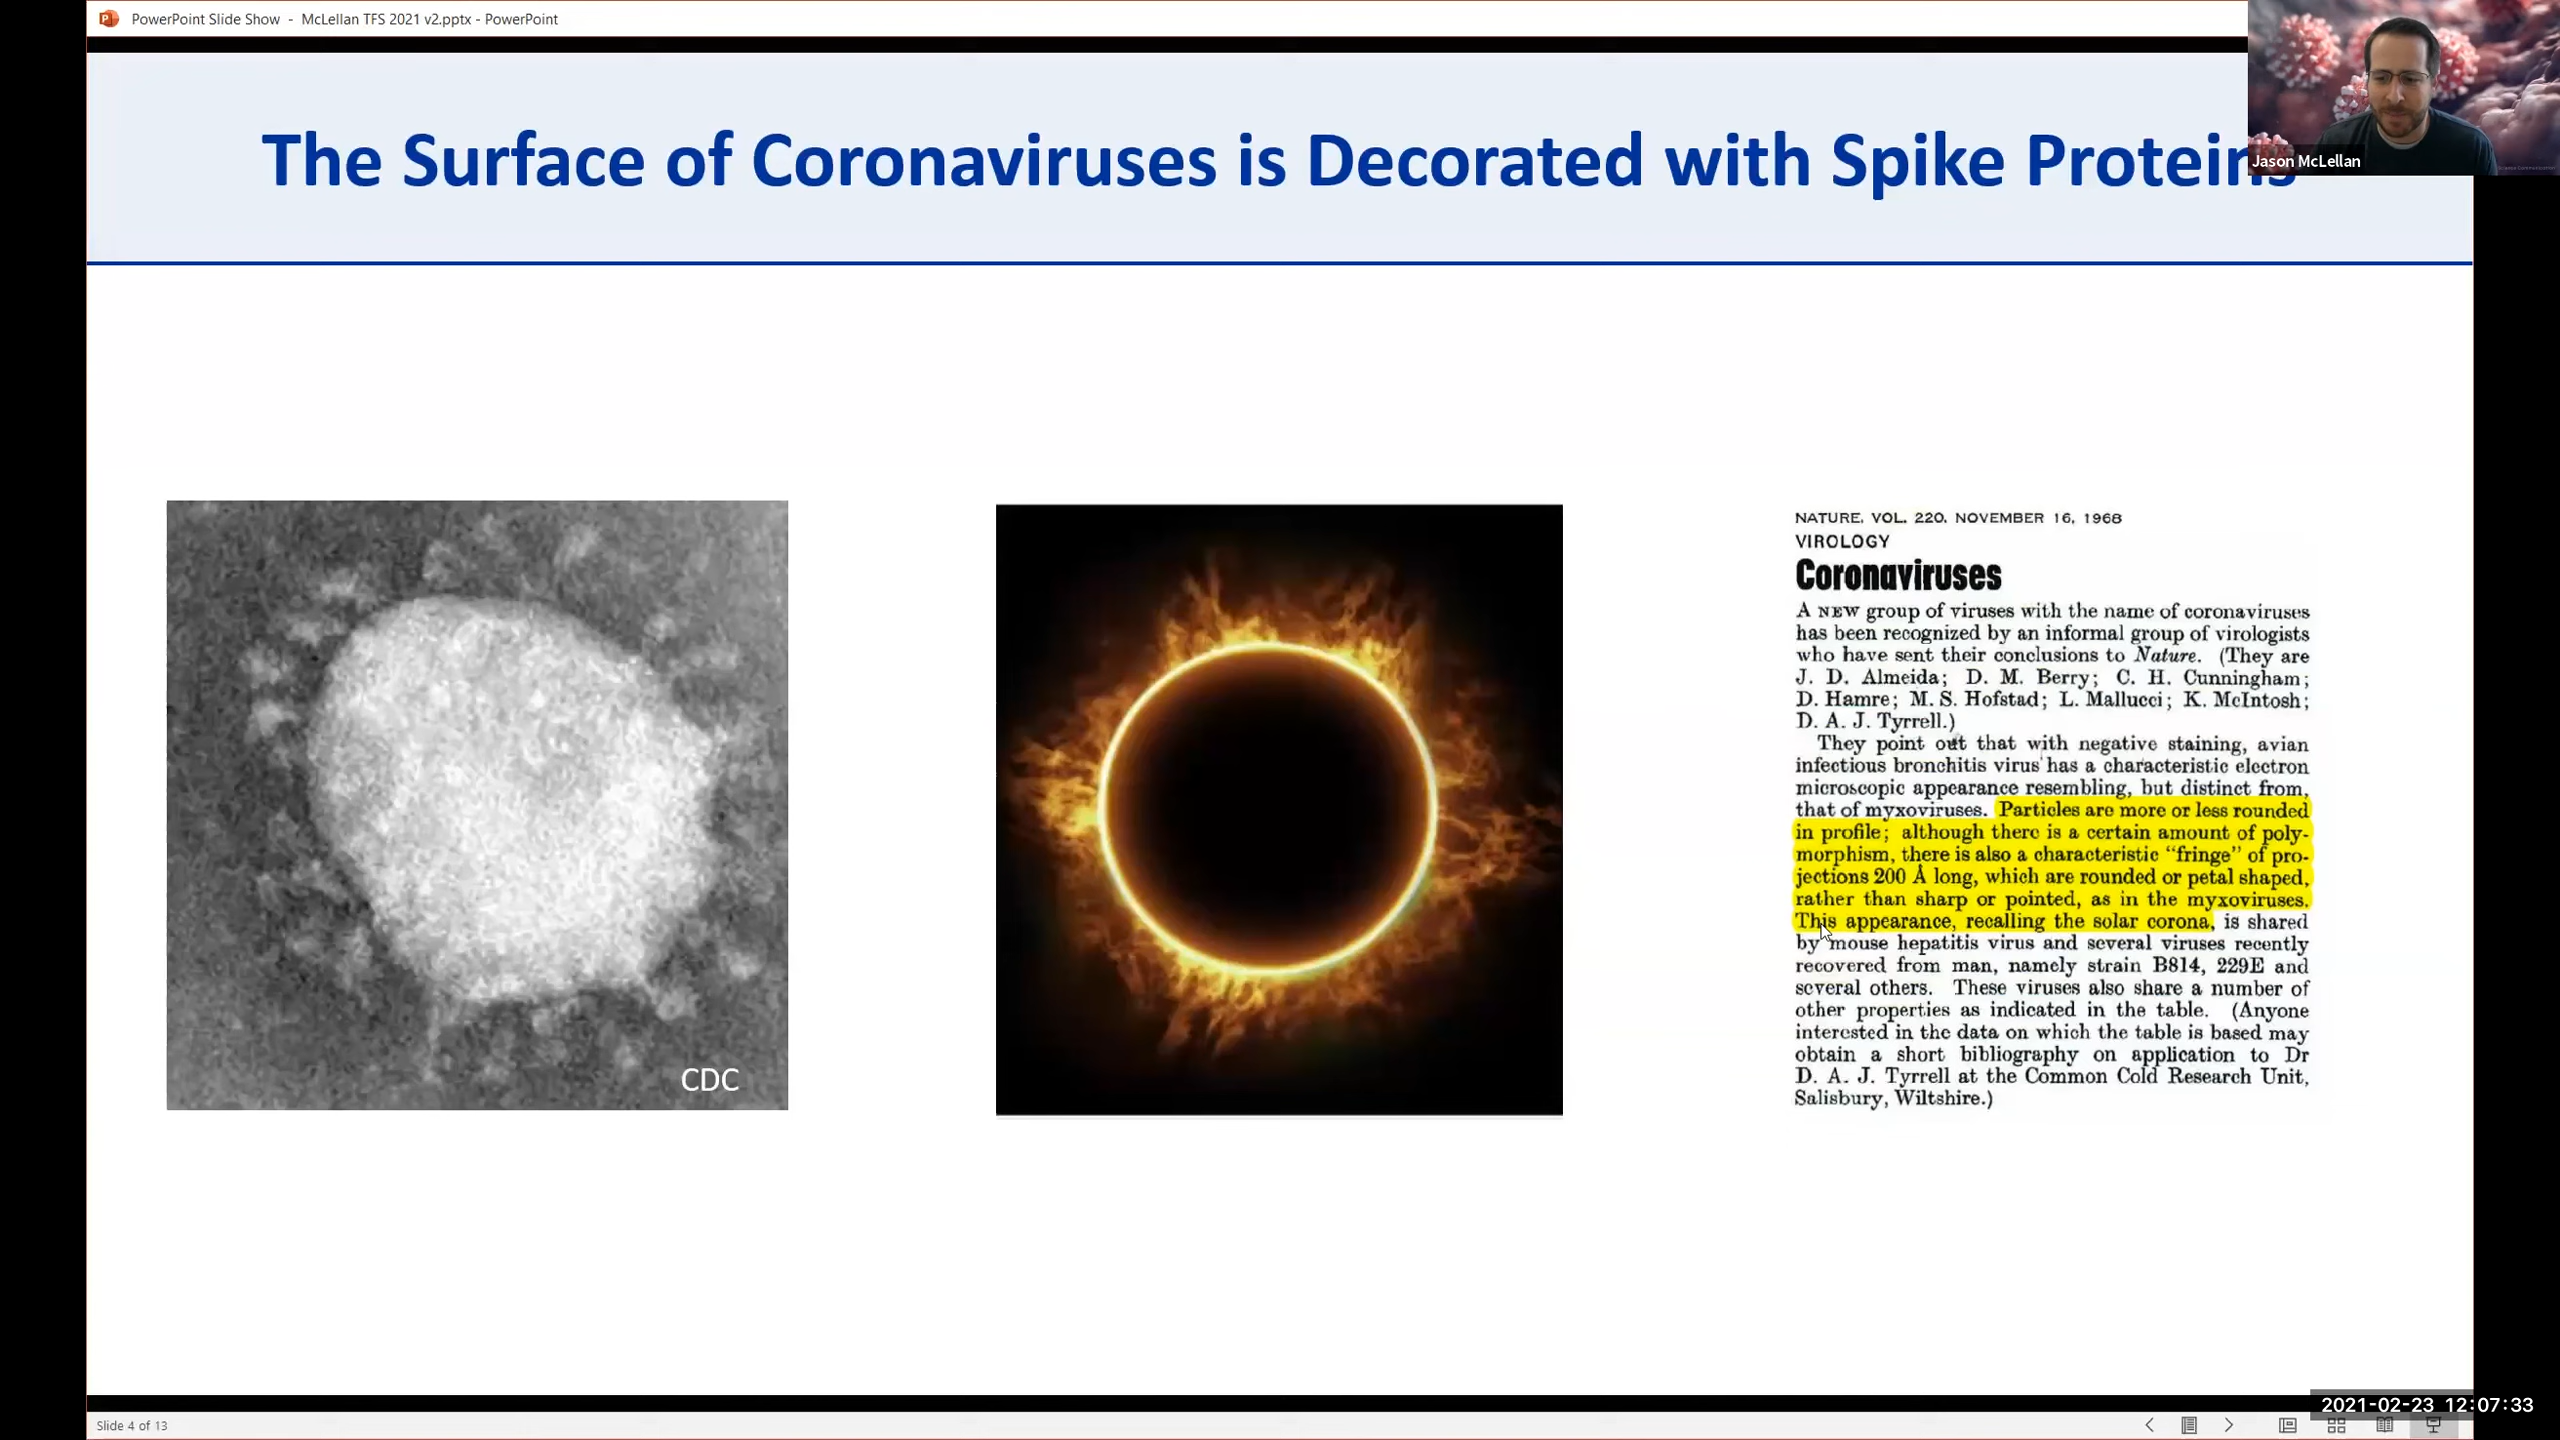 PowerPoint Slide Show - McLellan TFS 2021 v2.pptx - PowerPoint
The Surface of Coronaviruses is Decorated with Spike Proteins
Jason McLellan
CDC
NATURE, VOL. 220, NOVEMBER 16, 1968
VIROLOGY
Coronaviruses
A NEW group of viruses with the name of coronaviruses
has been recognized by an informal group of virologists
who have sent their conclusions to Nature. (They are
J. D. Almeida; D. M. Berry; C. H. Cunningham;
D. Hamre; M. S. Hofstad; L. Mallucci; K. McIntosh;
D. A. J. Tyrrell.)
They point out that with negative staining, avian
infectious bronchitis virus has a characteristic electron
microscopic appearance resembling, but distinct from,
that of myxoviruses. Particles are more or less rounded
in profile; although there is a certain amount of poly-
morphism, there is also a characteristic “fringe” of pro-
jections 200 Å long, which are rounded or petal shaped,
rather than sharp or pointed, as in the myxoviruses.
This appearance, recalling the solar corona, is shared
by mouse hepatitis virus and several viruses recently
recovered from man, namely strain B814, 229E and
several others. These viruses also share a number of
other properties as indicated in the table. (Anyone
interested in the data on which the table is based may
obtain a short bibliography on application to Dr
D. A. J. Tyrrell at the Common Cold Research Unit,
Salisbury, Wiltshire.)
2021-02-23 12:07:33
Slide 4 of 13